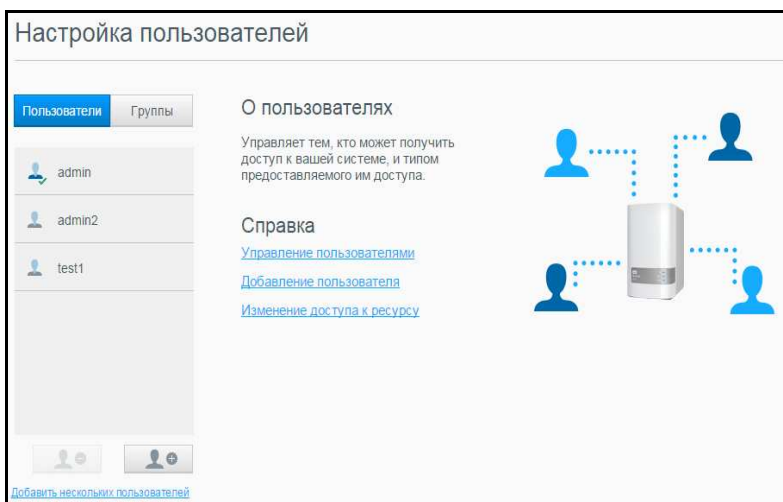 Настройка пользователей
Пользователи
Группы
admin
admin2
test1
Добавить нескольких пользователей
О пользователях
Управляет тем, кто может получить
доступ к вашей системе, и типом
предоставляемого им доступа.
Справка
Управление пользователями
Добавление пользователя
Изменение доступа к ресурсу